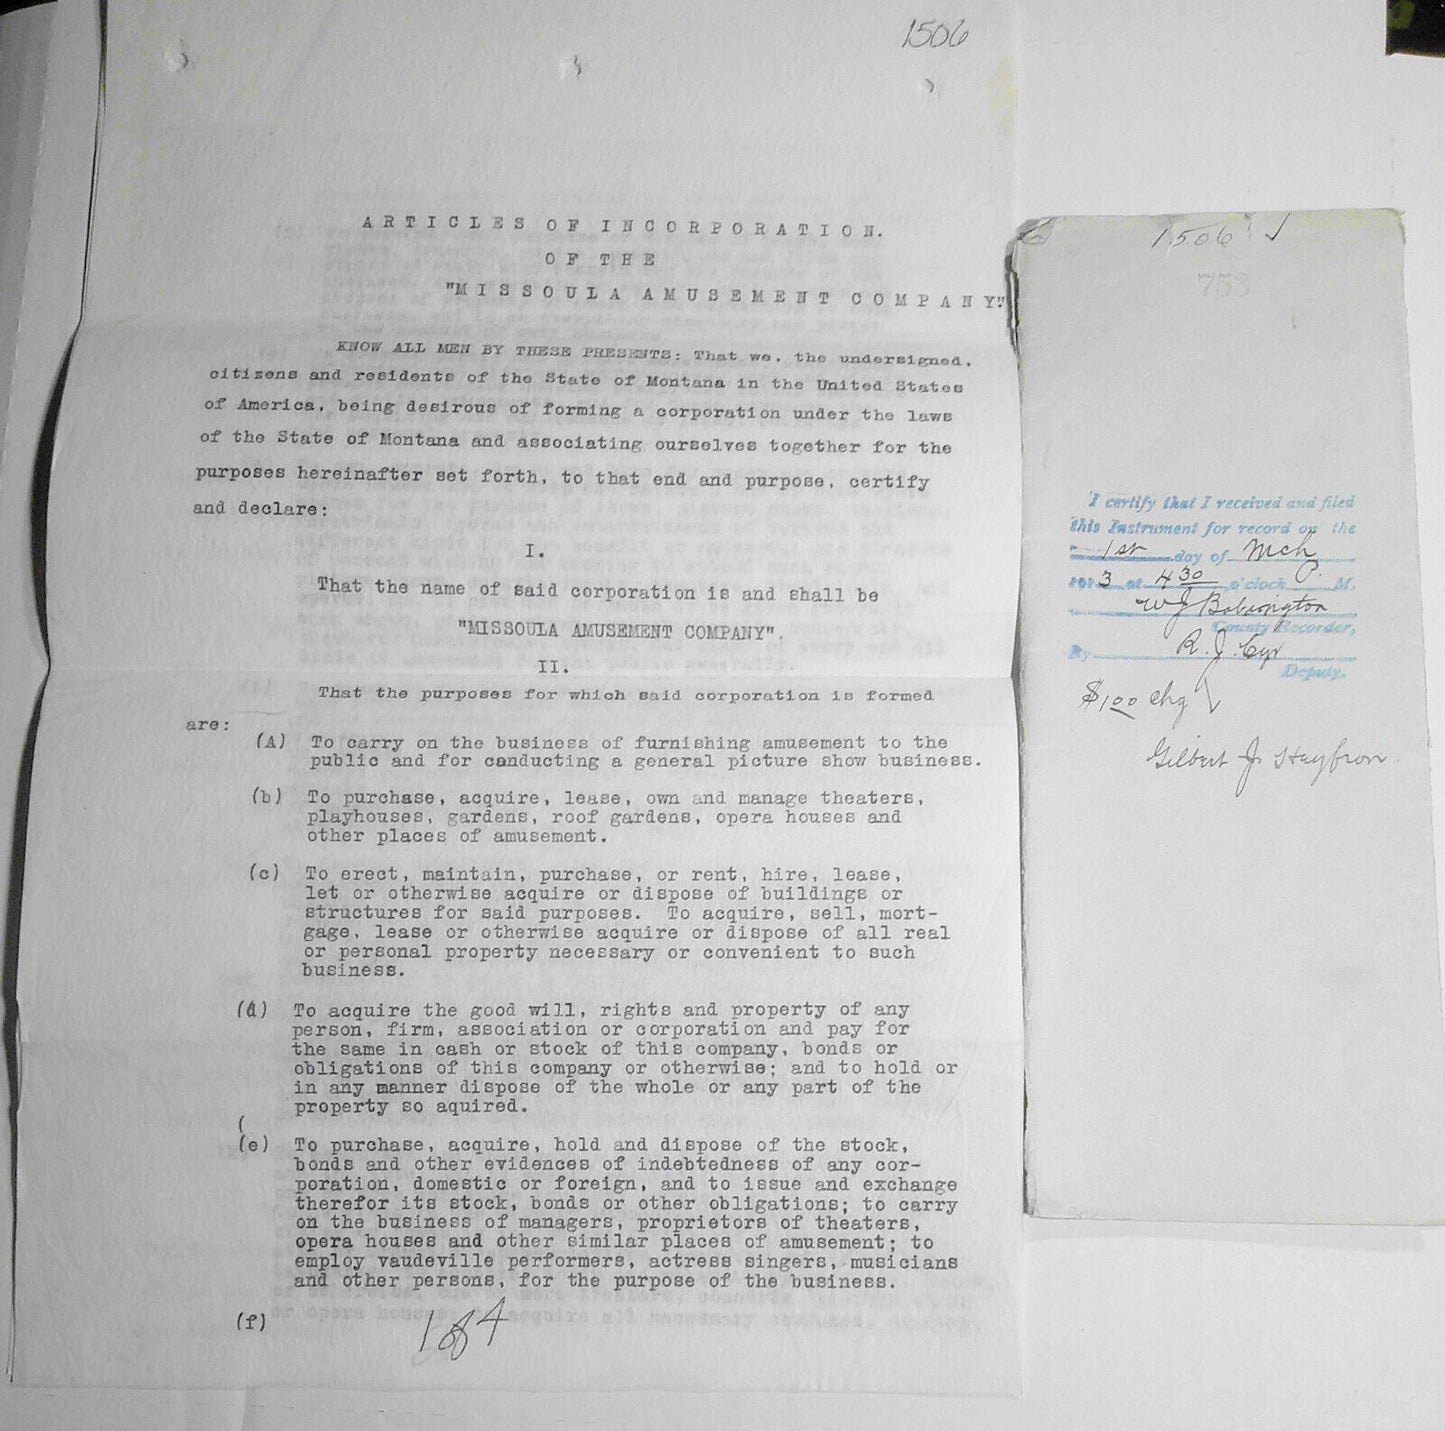 1506
ARTICLES OF INCORPORATION.
OF THE
"MISSOULA AMUSEMENT COMPANY"
KNOW ALL MEN BY THESE PRESENTS: That we, the undersigned,
citizens and residents of the State of Montana in the United States
of America, being desirous of forming a corporation under the laws
of the State of Montana and associating ourselves together for the
purposes hereinafter set forth, to that end and purpose, certify
and declare:
I.
That the name of said corporation is and shall be
"MISSOULA AMUSEMENT COMPANY".
II.
That the purposes for which said corporation is formed
are:
(A) To carry on the business of furnishing amusement to the
public and for canducting a general picture show business.
(b) To purchase, acquire, lease, own and manage theaters,
playhouses, gardens, roof gardens, opera houses and
other places of amusement.
(c) To erect, maintain, purchase, or rent, hire, lease,
let or otherwise acquire or dispose of buildings or
structures for said purposes. To acquire, sell, mort-
gage, lease or otherwise acquire or dispose of all real
or personal property necessary or convenient to such
business.
(d) To acquire the good will, rights and property of any
person, firm, association or corporation and pay for
the same in cash or stock of this company, bonds or
obligations of this company or otherwise; and to hold or
in any manner dispose of the whole or any part of the
property so aquired.
(
(e) To purchase, acquire, hold and dispose of the stock,
bonds and other evidences of indebtedness of any cor-
poration, domestic or foreign, and to issue and exchange
therefor its stock, bonds or other obligations; to carry
on the business of managers, proprietors of theaters,
opera houses and other similar places of amusement; to
employ vaudeville performers, actress singers, musicians
and other persons, for the purpose of the business.
(f)
1 of 4
1506
753
I certify that I received and filed
this Instrument for record on the
1st day of Mch
3 at 4 30 o'clock P. M.
W J Babington
County Recorder,
By R. J. Cyr
Deputy.
$1.00 chg
Gilbert J